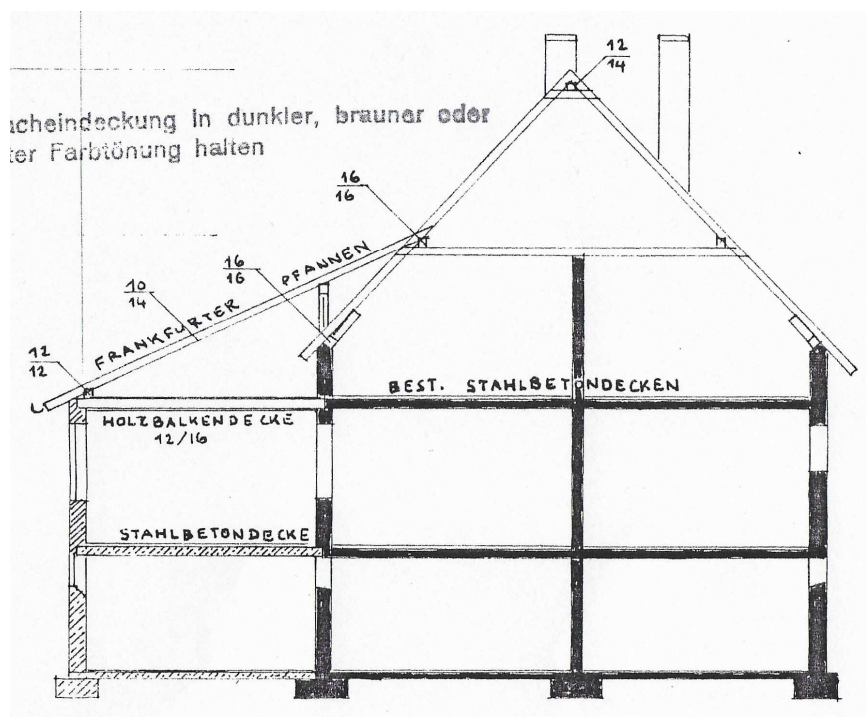 12
14
acheindeckung in dunkler, brauner oder
ter Farbtönung halten
16
16
16
16
FRANKFURTER PFANNEN
10
14
12
12
BEST. STAHLBETONDECKEN
HOLZBALKENDECKE
12/16
STAHLBETONDECKE